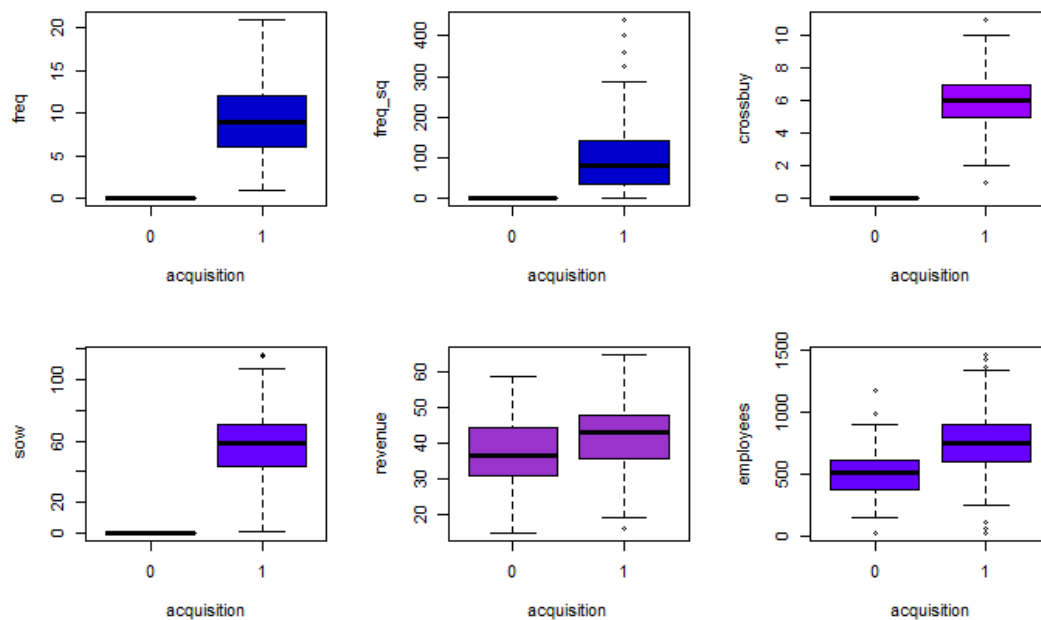 freq
20
15
10
5
0
0 1
acquisition
freq_sq
400
300
200
100
0
0 1
acquisition
crossbuy
10
8
6
4
2
0
0 1
acquisition
sow
100
60
20
0
0 1
acquisition
revenue
60
50
40
30
20
0 1
acquisition
employees
1500
1000
500
0
0 1
acquisition